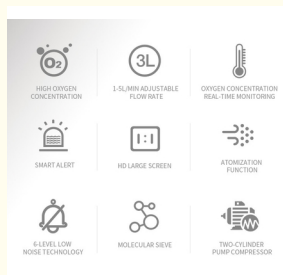 O2
3L
HIGH OXYGEN
CONCENTRATION
1-5L/MIN ADJUSTABLE
FLOW RATE
OXYGEN CONCENTRATION
REAL-TIME MONITORING
1:1
SMART ALERT
HD LARGE SCREEN
ATOMIZATION
FUNCTION
6-LEVEL LOW
NOISE TECHNOLOGY
MOLECULAR SIEVE
TWO-CYLINDER
PUMP COMPRESSOR